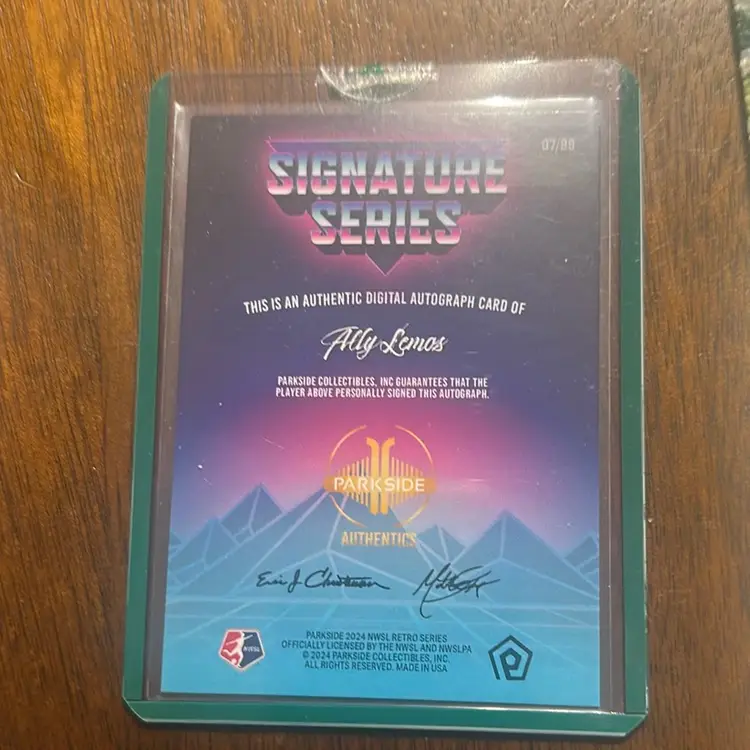 07/99
SIGNATURE
SERIES
THIS IS AN AUTHENTIC DIGITAL AUTOGRAPH CARD OF
Ally Lemos
PARKSIDE COLLECTIBLES, INC GUARANTEES THAT THE
PLAYER ABOVE PERSONALLY SIGNED THIS AUTOGRAPH.
PARKSIDE
AUTHENTICS
NWSL
PARKSIDE 2024 NWSL RETRO SERIES
OFFICIALLY LICENSED BY THE NWSL AND NWSLPA
© 2024 PARKSIDE COLLECTIBLES, INC.
ALL RIGHTS RESERVED. MADE IN USA